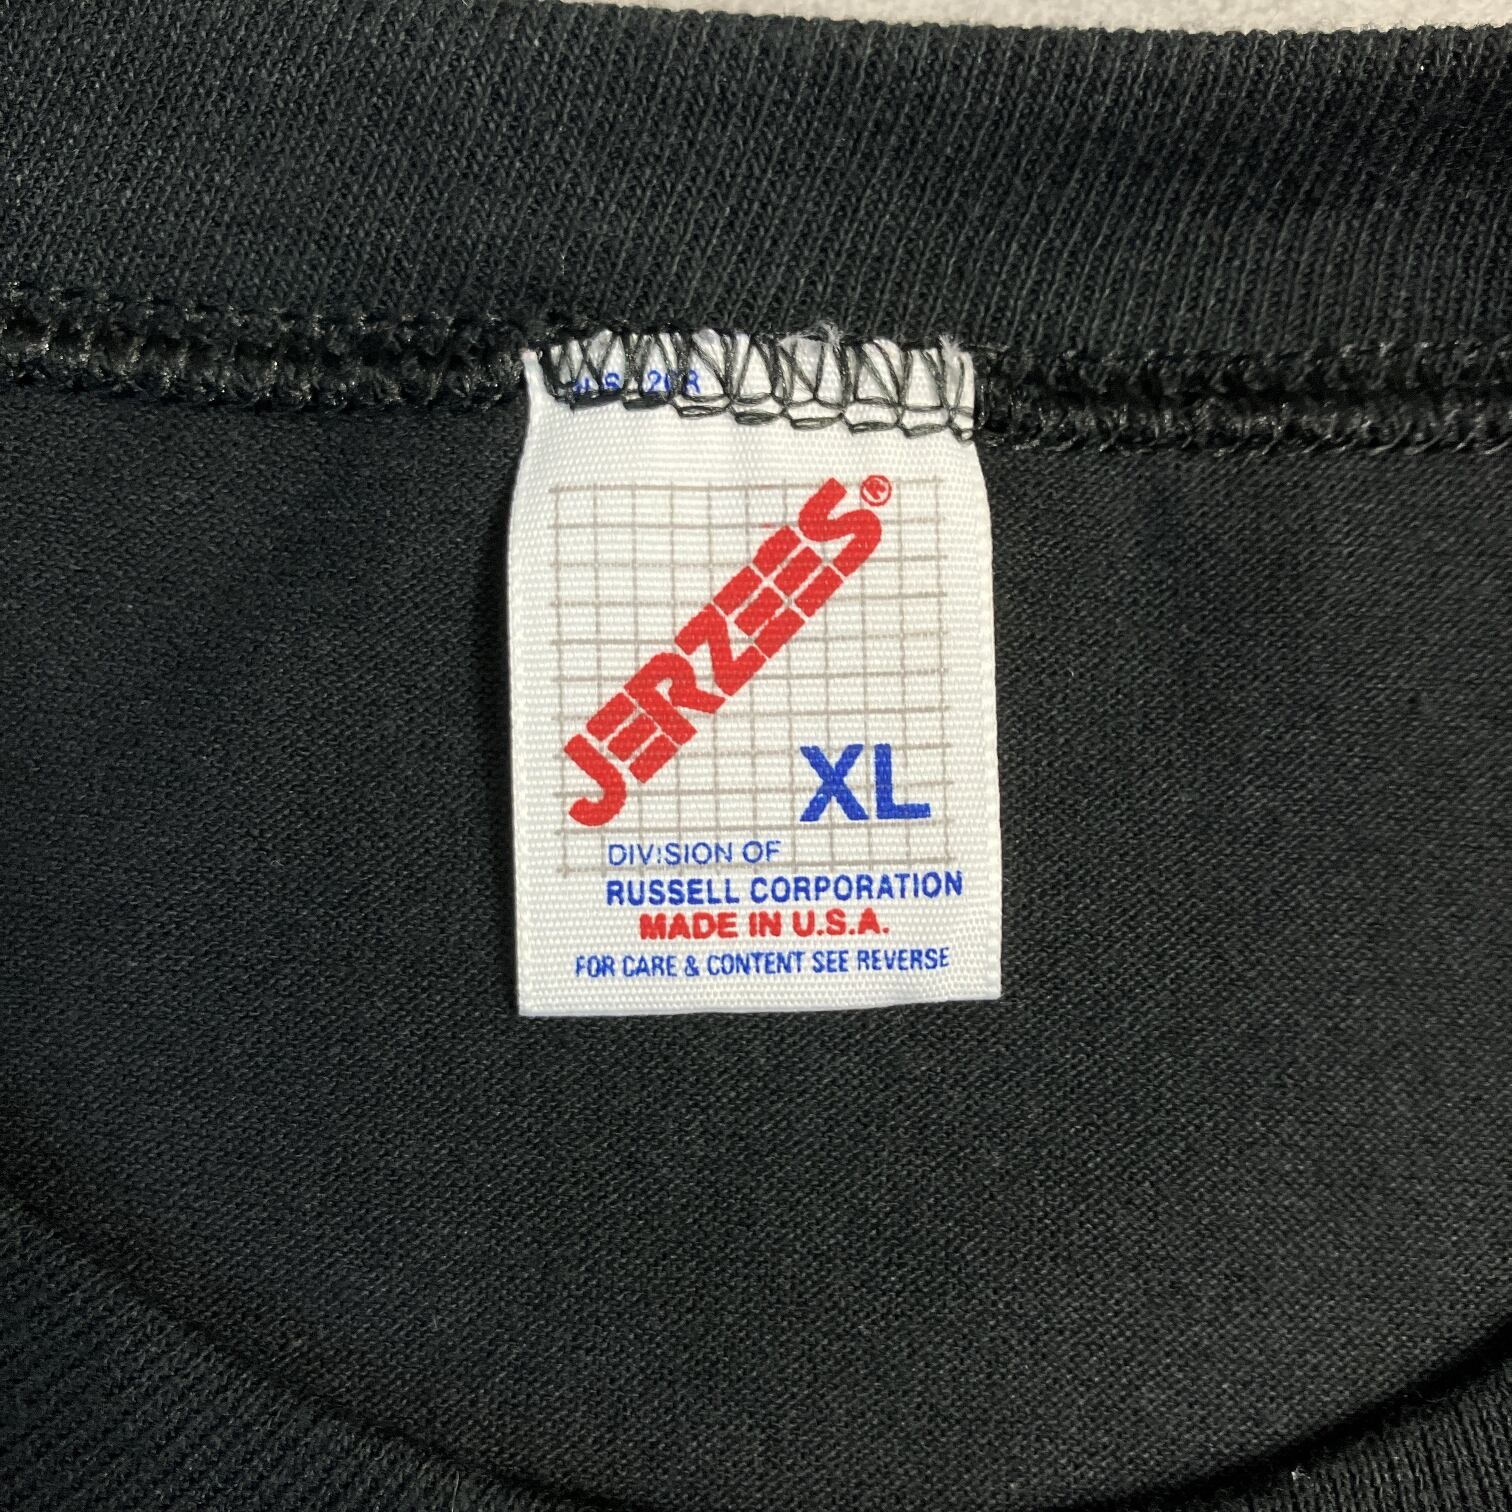 JERZEES®
XL
DIVISION OF
RUSSELL CORPORATION
MADE IN U.S.A.
FOR CARE & CONTENT SEE REVERSE